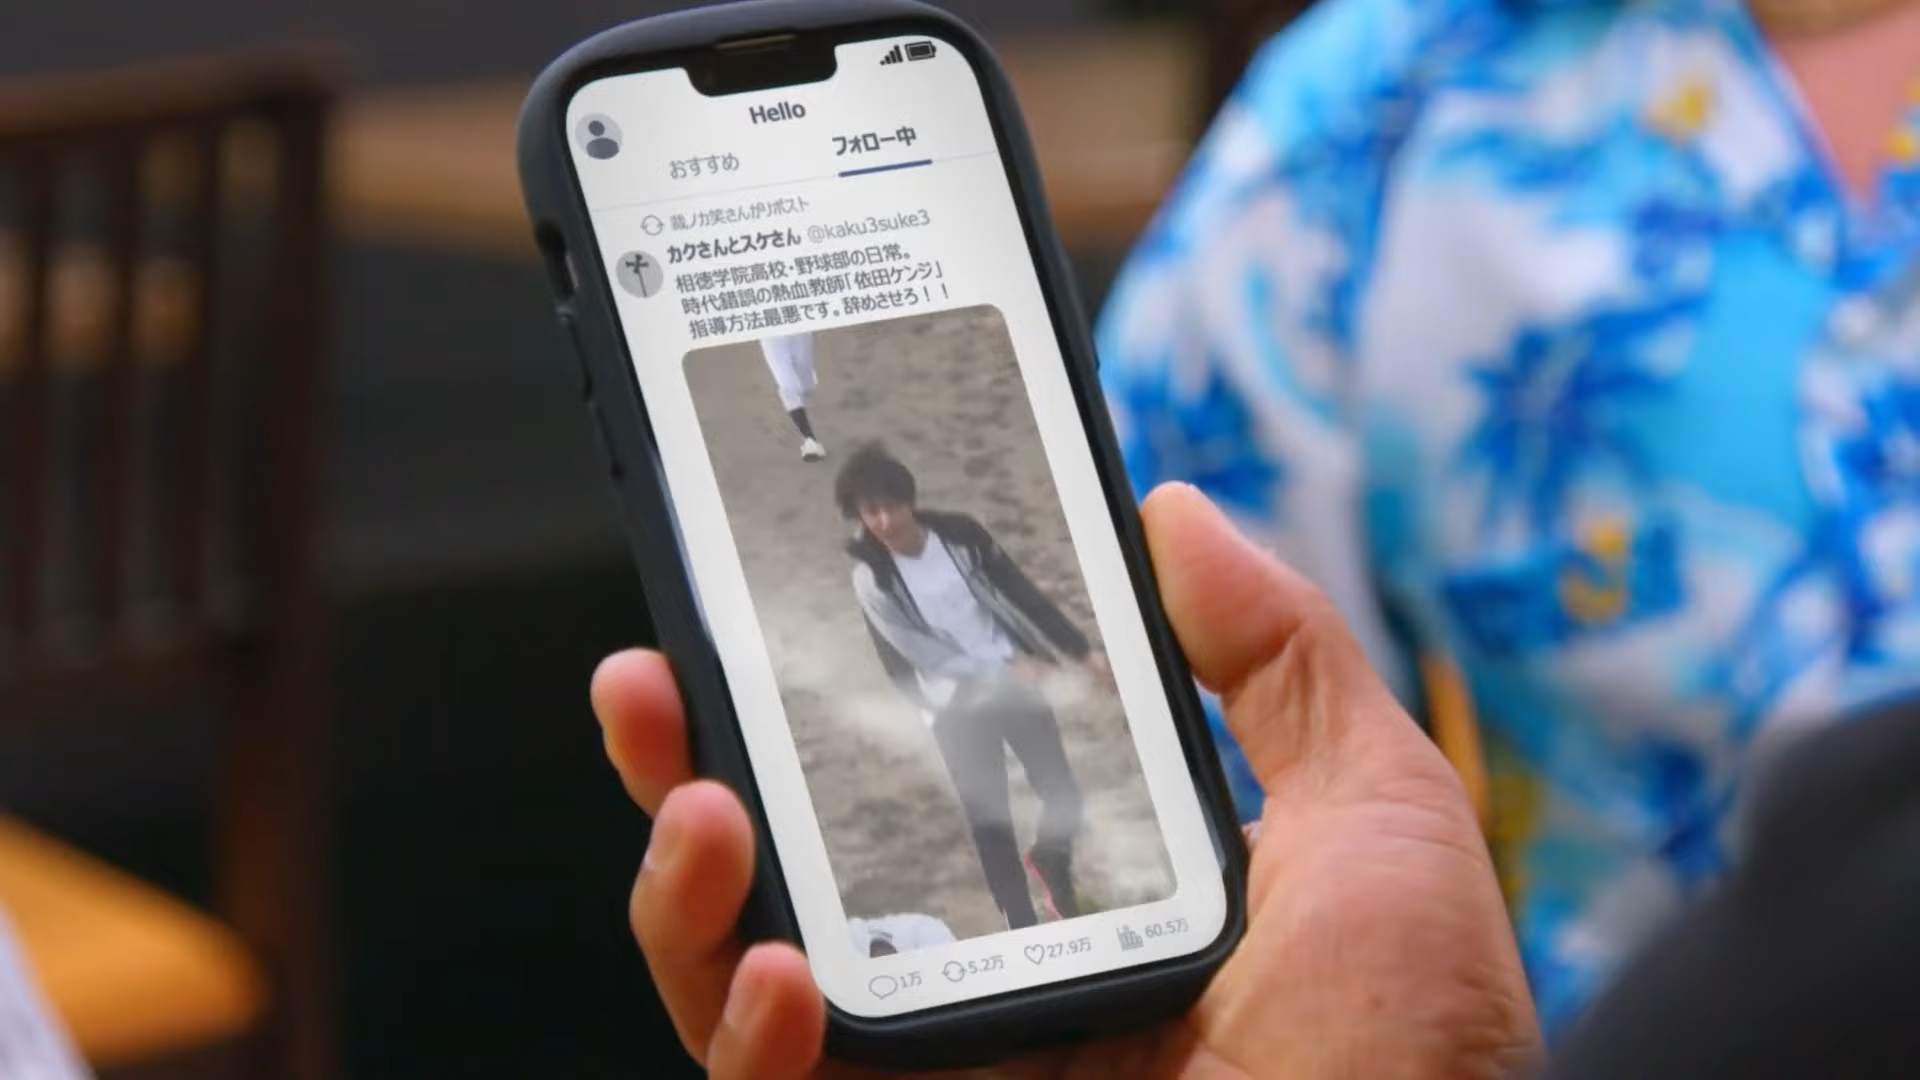 Hello
おすすめ
フォロー中
裁ノカ笑さんがリポスト
カクさんとスケさん @kaku3suke3
相徳学院高校・野球部の日常。
時代錯誤の熱血教師「依田ケンジ」
指導方法最悪です。辞めさせろ！！
1万 5.2万 27.9万 60.5万